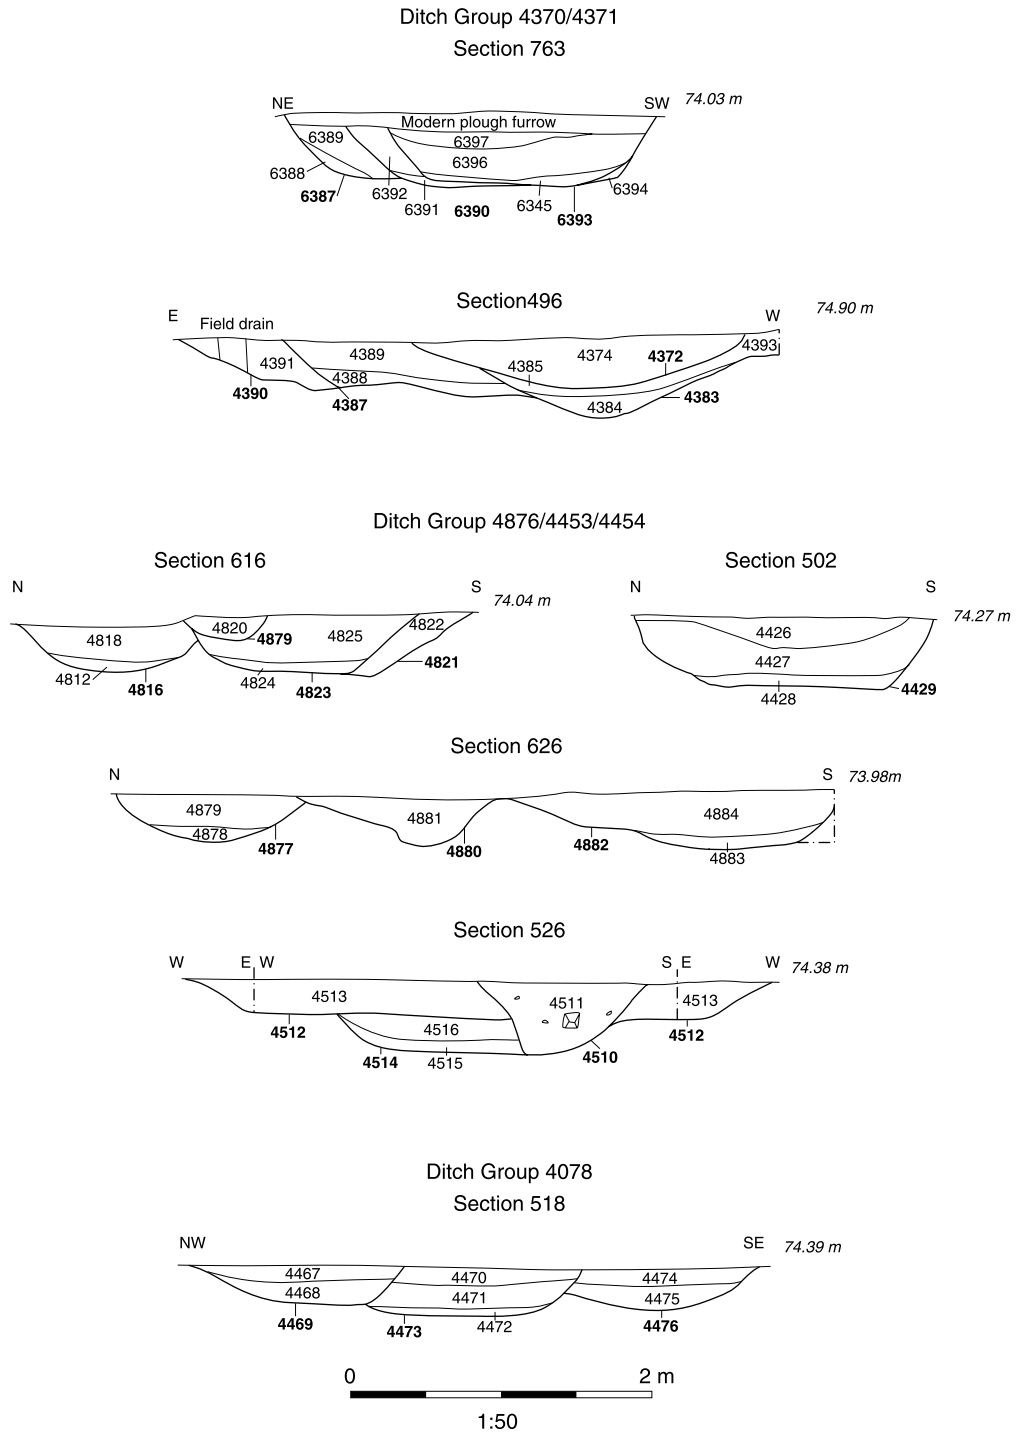 Ditch Group 4370/4371
Section 763
NE SW 74.03 m
Modern plough furrow
6389 6397
6396
6388 6392 6394
6387 6391 6390 6345 6393
Section496
E W 74.90 m
Field drain
4393
4389 4374 4372
4391 4385
4388
4390 4387 4384 4383
Ditch Group 4876/4453/4454
Section 616 Section 502
N S 74.04 m N S 74.27 m
4820 4822
4818 4879 4825 4426
4821 4427
4812 4816 4824 4823 4428 4429
Section 626
N S 73.98m
4879 4881 4884
4878
4877 4880 4882 4883
Section 526
W E W S E W 74.38 m
4513 4511 4513
4512 4516 4512
4514 4515 4510
Ditch Group 4078
Section 518
NW SE 74.39 m
4467 4470 4474
4468 4471 4475
4469 4473 4472 4476
0 2 m
1:50